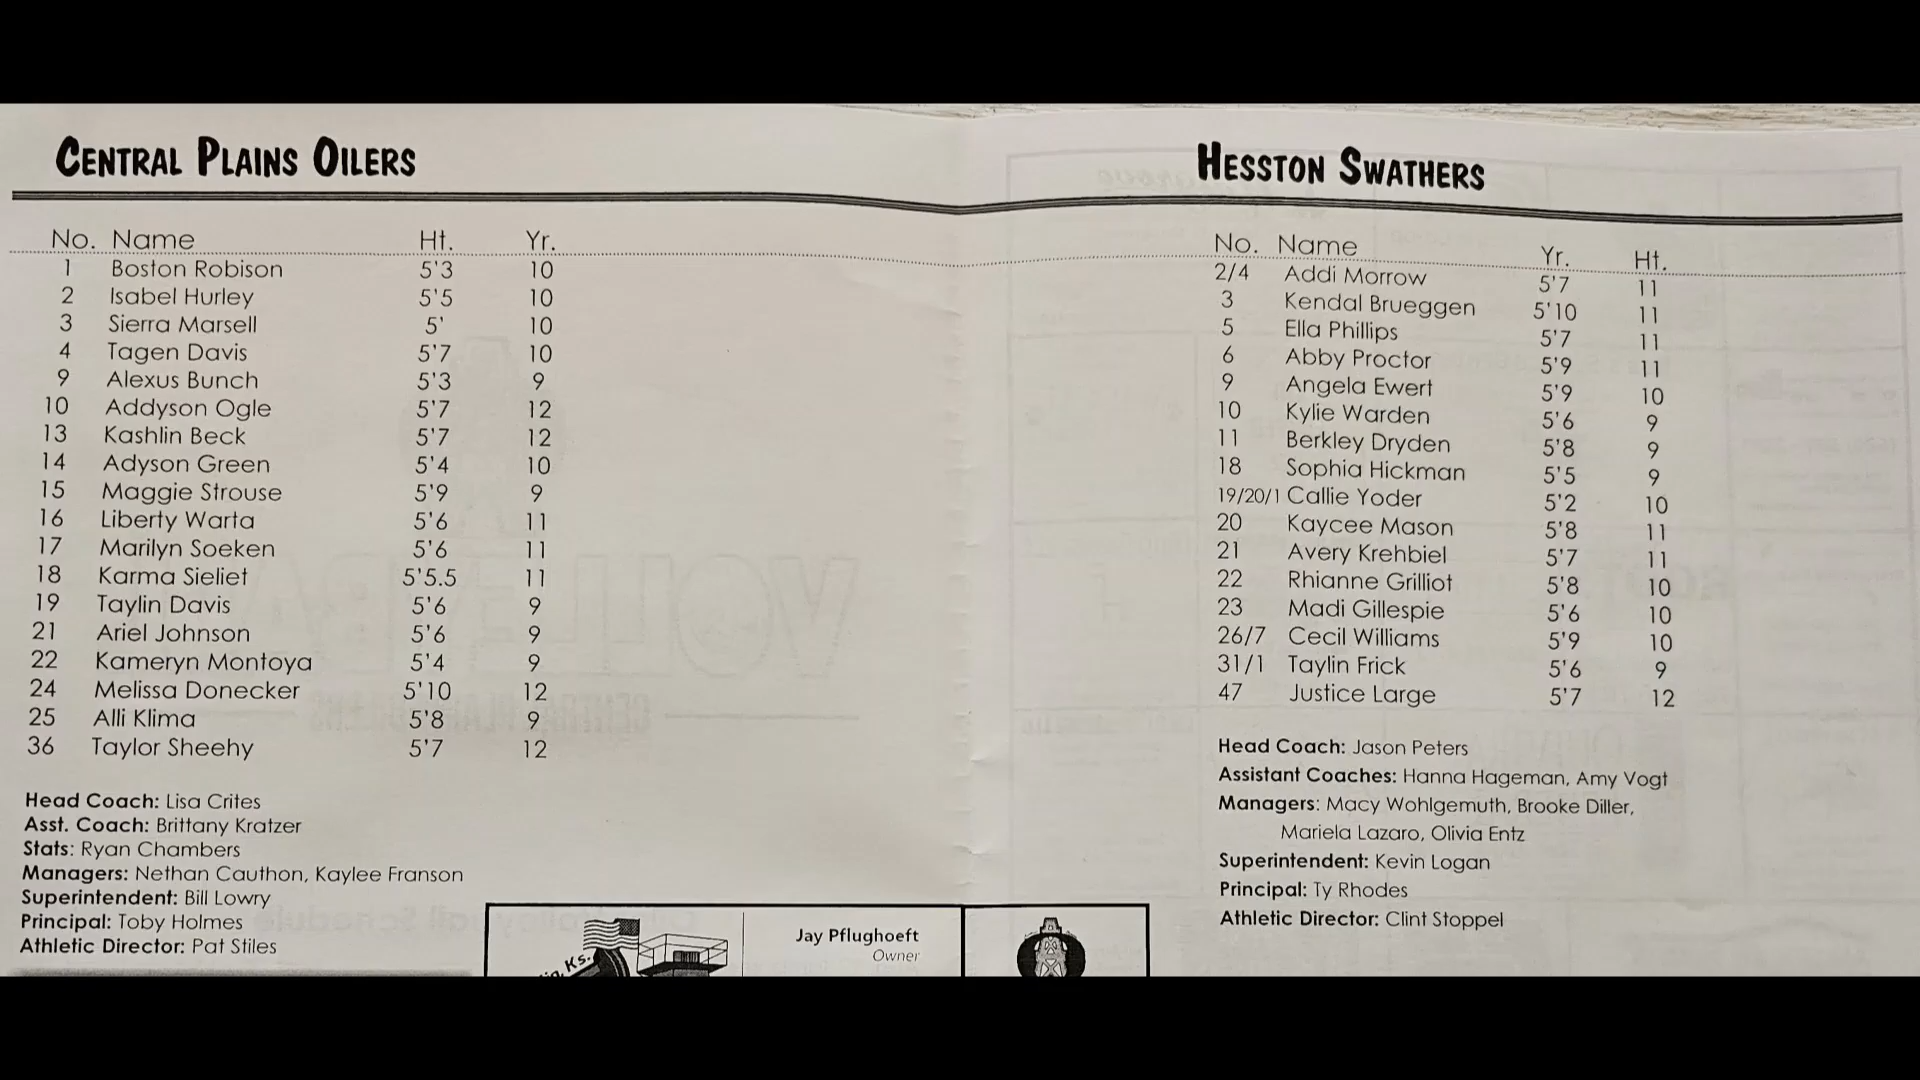 CENTRAL PLAINS OILERS
No. Name Ht. Yr.
1 Boston Robison 5'3 10
2 Isabel Hurley 5'5 10
3 Sierra Marsell 5' 10
4 Tagen Davis 5'7 10
9 Alexus Bunch 5'3 9
10 Addyson Ogle 5'7 12
13 Kashlin Beck 5'7 12
14 Adyson Green 5'4 10
15 Maggie Strouse 5'9 9
16 Liberty Warta 5'6 11
17 Marilyn Soeken 5'6 11
18 Karma Sieliet 5'5.5 11
19 Taylin Davis 5'6 9
21 Ariel Johnson 5'6 9
22 Kameryn Montoya 5'4 9
24 Melissa Donecker 5'10 12
25 Alli Klima 5'8 9
36 Taylor Sheehy 5'7 12
Head Coach: Lisa Crites
Asst. Coach: Brittany Kratzer
Stats: Ryan Chambers
Managers: Nethan Cauthon, Kaylee Franson
Superintendent: Bill Lowry
Principal: Toby Holmes
Athletic Director: Pat Stiles
Ks.
Jay Pflughoeft
Owner
HESSTON SWATHERS
No. Name Yr. Ht.
2/4 Addi Morrow 5'7 11
3 Kendal Brueggen 5'10 11
5 Ella Phillips 5'7 11
6 Abby Proctor 5'9 11
9 Angela Ewert 5'9 10
10 Kylie Warden 5'6 9
11 Berkley Dryden 5'8 9
18 Sophia Hickman 5'5 9
19/20/1 Callie Yoder 5'2 10
20 Kaycee Mason 5'8 11
21 Avery Krehbiel 5'7 11
22 Rhianne Grilliot 5'8 10
23 Madi Gillespie 5'6 10
26/7 Cecil Williams 5'9 10
31/1 Taylin Frick 5'6 9
47 Justice Large 5'7 12
Head Coach: Jason Peters
Assistant Coaches: Hanna Hageman, Amy Vogt
Managers: Macy Wohlgemuth, Brooke Diller,
Mariela Lazaro, Olivia Entz
Superintendent: Kevin Logan
Principal: Ty Rhodes
Athletic Director: Clint Stoppel